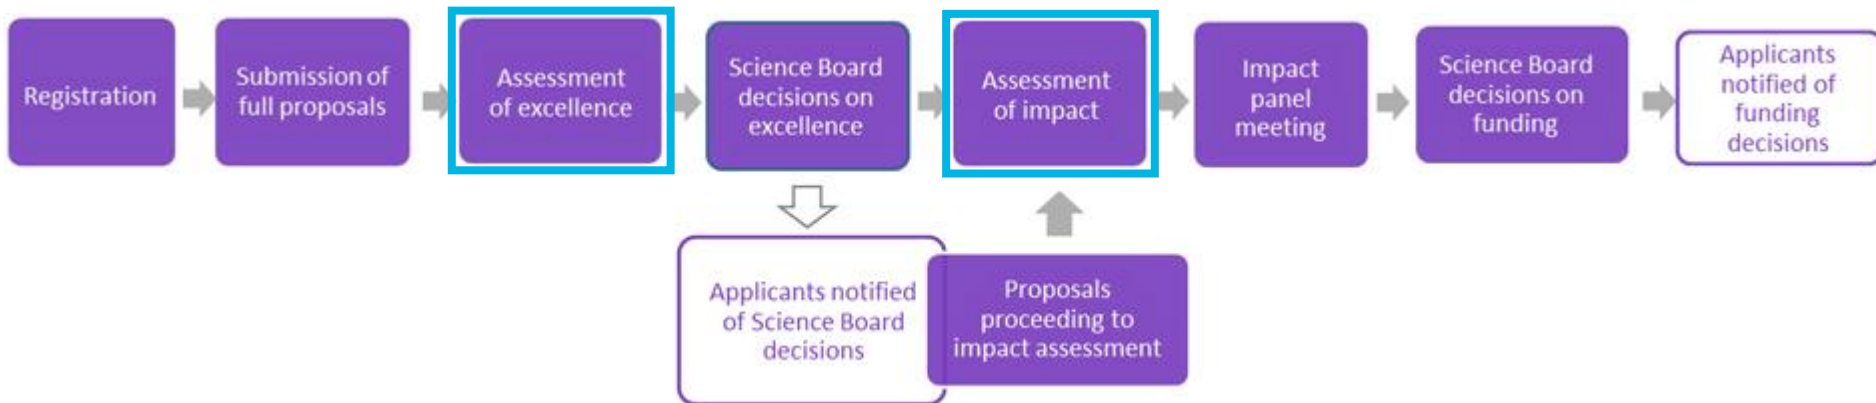 Registration
Submission of
full proposals
Assessment
of excellence
Science Board
decisions on
excellence
Assessment
of impact
Impact
panel
meeting
Science Board
decisions on
funding
Applicants
notified of
funding
decisions
Applicants notified
of Science Board
decisions
Proposals
proceeding to
impact assessment